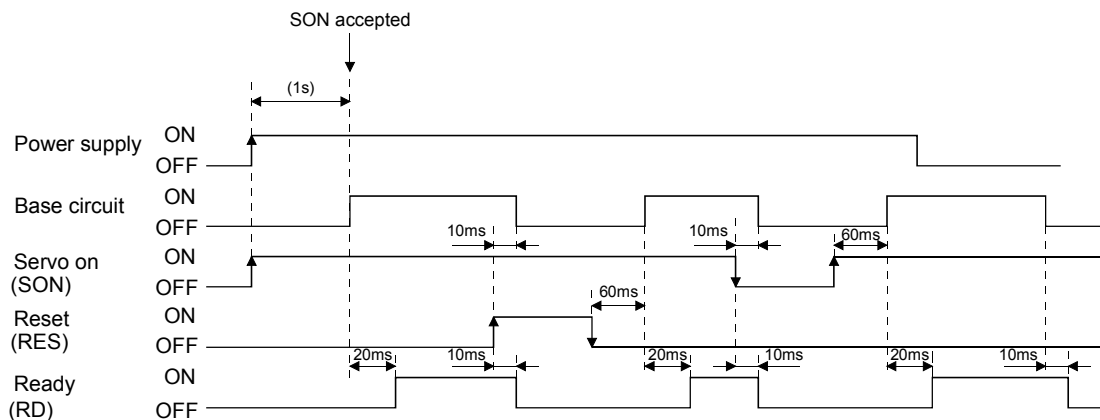 SON accepted
(1s)
Power supply ON
OFF
Base circuit ON
OFF
10ms 10ms 60ms
Servo on ON
(SON) OFF
60ms
Reset ON
(RES) OFF
20ms 10ms 20ms 10ms 20ms 10ms
Ready ON
(RD) OFF